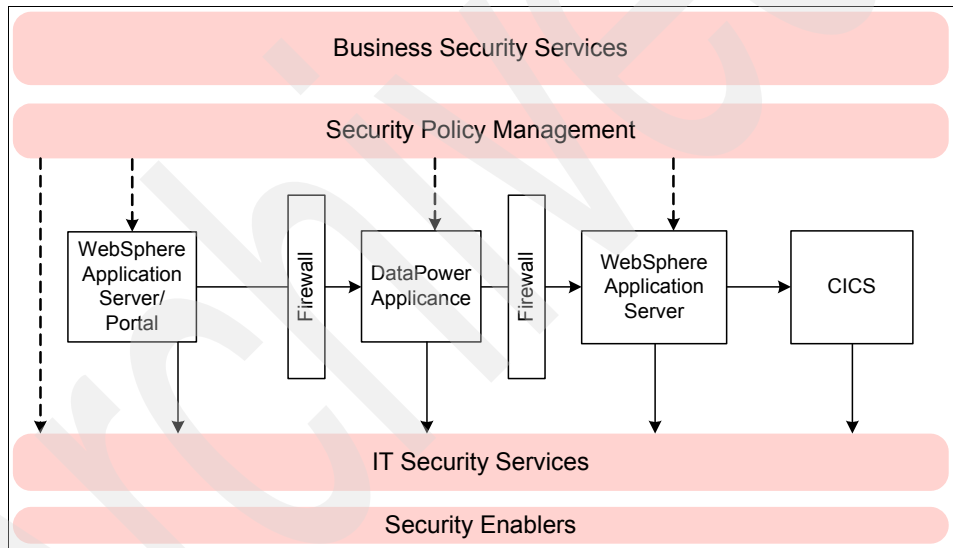 Business Security Services
Security Policy Management
WebSphere
Application
Server/
Portal
Firewall
DataPower
Applicance
Firewall
WebSphere
Application
Server
CICS
IT Security Services
Security Enablers